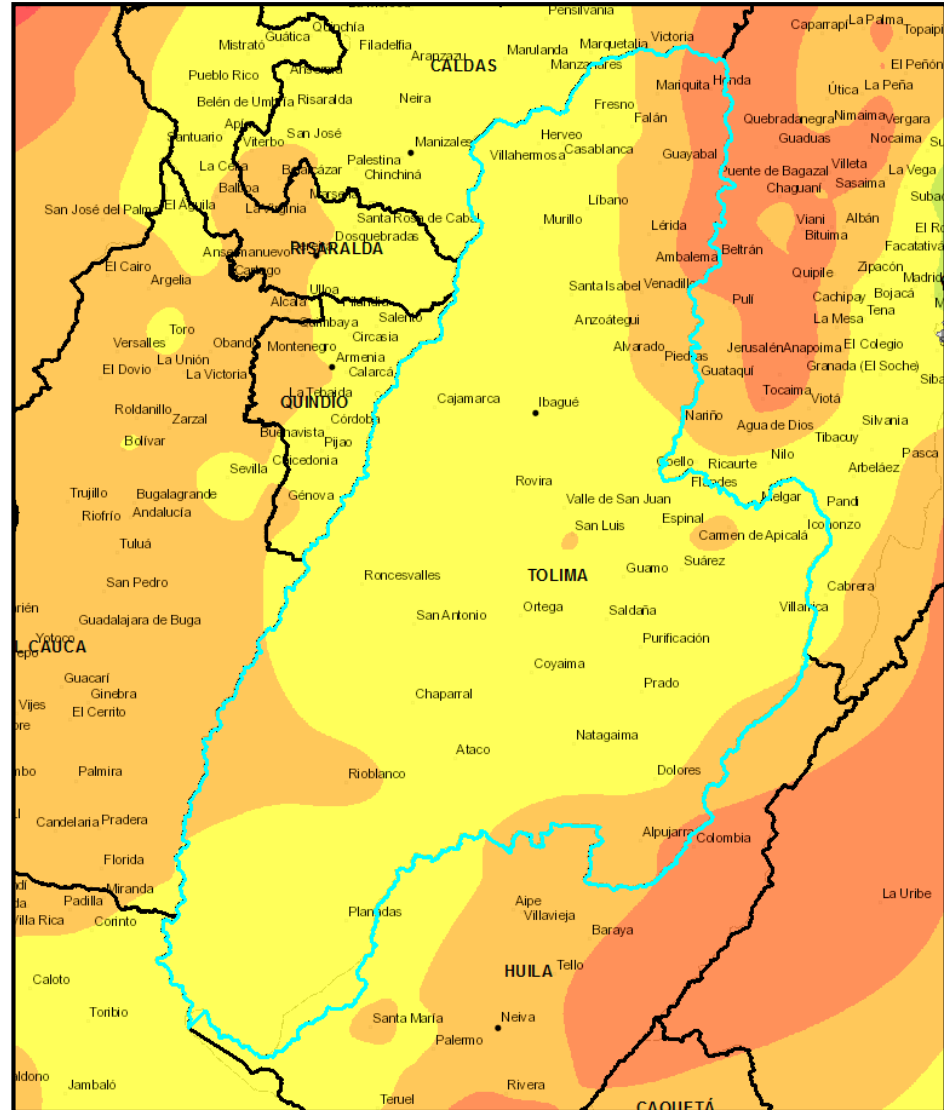 Pensilvania
Victoria
Caparrapí
La Palma
Topaipí
Quinchía
Guática
Mistrató
Filadelfia
Aranzazu
Marulanda
Marquetalia
CALDAS
Manzanares
Anserma
Pueblo Rico
Mariquita
Honda
El Peñón
Útica
La Peña
Belén de Umbría
Risaralda
Neira
Fresno
Falán
Quebradanegra
Nimaima
Vergara
Apía
Santuario
Viterbo
San José
Manizales
Herveo
Guaduas
Nocaima
Villahermosa
Casablanca
Guayabal
La Celia
Belalcázar
Palestina
Chinchiná
Puente de Bagazal
Villeta
La Vega
Balboa
Chaguaní
Sasaima
San José del Palmar
El Águila
La Virginia
Líbano
Santa Rosa de Cabal
Murillo
Lérida
Viani
Albán
Dosquebradas
Bituima
RISARALDA
Ansermanuevo
Ambalema
Beltrán
Facatativá
El Cairo
Cartago
Argelia
Quipile
Zipacón
Madrid
Ulloa
Santa Isabel
Venadillo
Alcalá
Filandia
Pulí
Cachipay
Bojacá
Quimbaya
Salento
Anzoátegui
La Mesa
Tena
Toro
Versalles
Obando
Montenegro
Circasia
Alvarado
Piedras
Jerusalén
Anapoima
El Colegio
La Unión
Armenia
El Dovio
La Victoria
Calarcá
Guataquí
Granada (El Soche)
La Tebaida
Cajamarca
Ibagué
Tocaima
Viotá
QUINDÍO
Roldanillo
Zarzal
Córdoba
Nariño
Agua de Dios
Silvania
Bolívar
Buenavista
Pijao
Tibacuy
Sevilla
Caicedonia
Coello
Ricaurte
Nilo
Pasca
Arbeláez
Trujillo
Bugalagrande
Génova
Rovira
Flandes
Melgar
Pandi
Riofrío
Andalucía
Valle de San Juan
San Luis
Espinal
Carmen de Apicalá
Icononzo
Tuluá
Suárez
San Pedro
Roncesvalles
TOLIMA
Guamo
Cabrera
San Antonio
Ortega
Saldaña
Villarrica
Guadalajara de Buga
Yotoco
Purificación
L CAUCA
Coyaima
Guacarí
Ginebra
Prado
Vijes
El Cerrito
Chaparral
Natagaima
Ataco
Palmira
Rioblanco
Dolores
Candelaria
Pradera
Alpujarra
Colombia
Florida
Miranda
Padilla
La Uribe
Villa Rica
Corinto
Planadas
Aipe
Villavieja
Baraya
HUILA
Tello
Caloto
Toribio
Santa María
Neiva
Palermo
Jambaló
Rivera
Teruel
CAQUETÁ